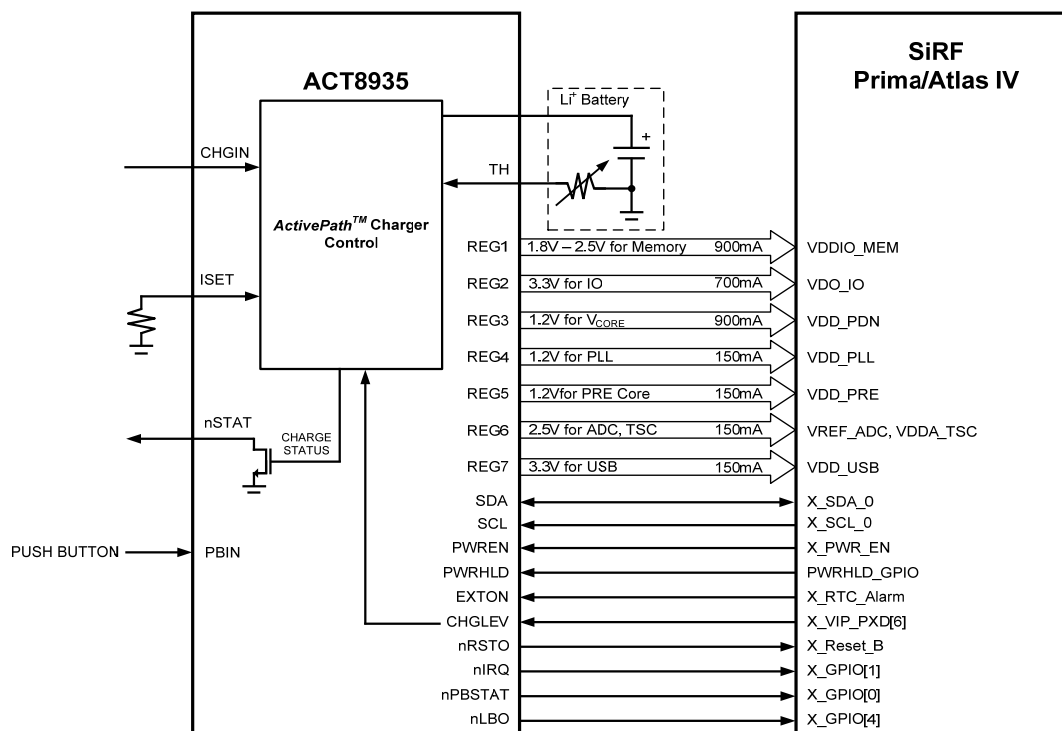 ACT8935
SiRF
Prima/Atlas IV
Li+ Battery
+
CHGIN
TH
ActivePath™ Charger
Control
REG1 1.8V – 2.5V for Memory 900mA VDDIO_MEM
ISET
REG2 3.3V for IO 700mA VDO_IO
REG3 1.2V for VCORE 900mA VDD_PDN
REG4 1.2V for PLL 150mA VDD_PLL
REG5 1.2Vfor PRE Core 150mA VDD_PRE
nSTAT
CHARGE
STATUS
REG6 2.5V for ADC, TSC 150mA VREF_ADC, VDDA_TSC
REG7 3.3V for USB 150mA VDD_USB
SDA X_SDA_0
SCL X_SCL_0
PUSH BUTTON PBIN
PWREN X_PWR_EN
PWRHLD PWRHLD_GPIO
EXTON X_RTC_Alarm
CHGLEV X_VIP_PXD[6]
nRSTO X_Reset_B
nIRQ X_GPIO[1]
nPBSTAT X_GPIO[0]
nLBO X_GPIO[4]